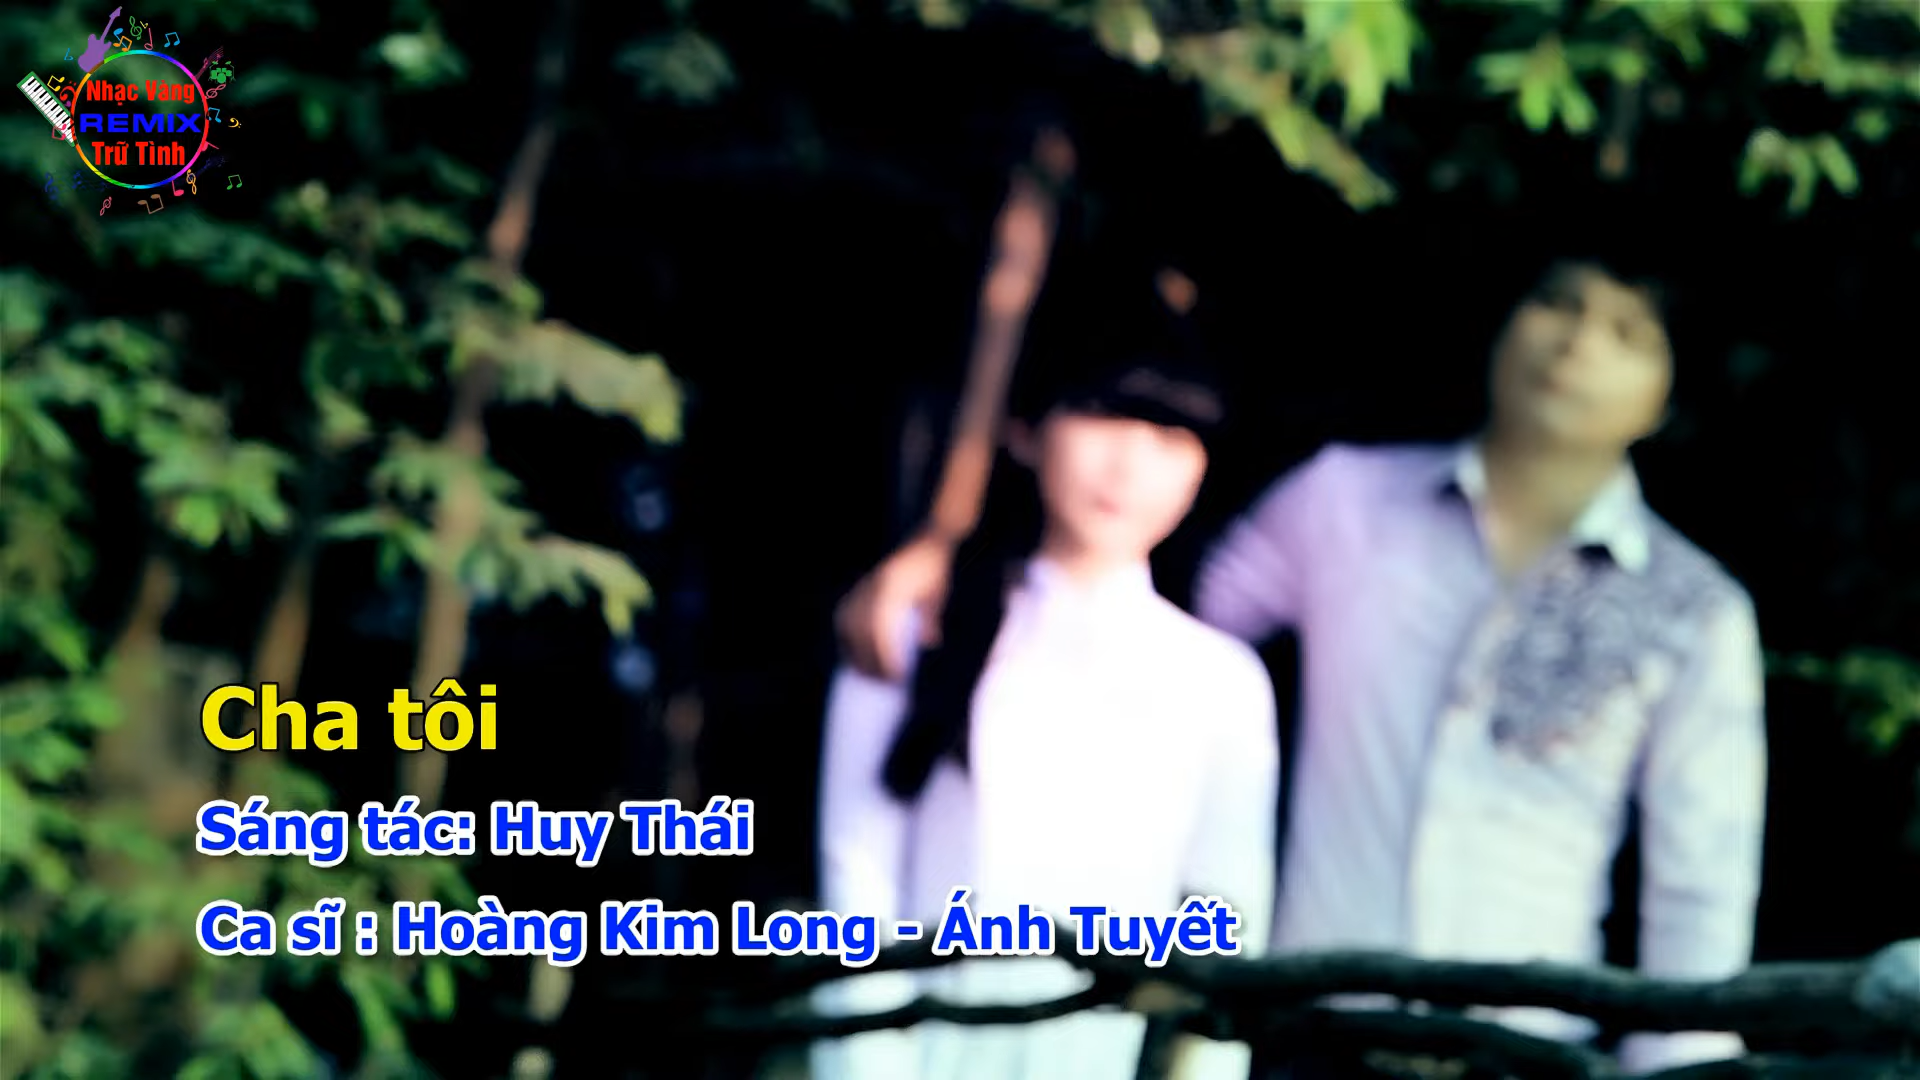 Nhạc Vàng
REMIX
Trữ Tình
Cha tôi
Sáng tác: Huy Thái
Ca sĩ : Hoàng Kim Long - Ánh Tuyết